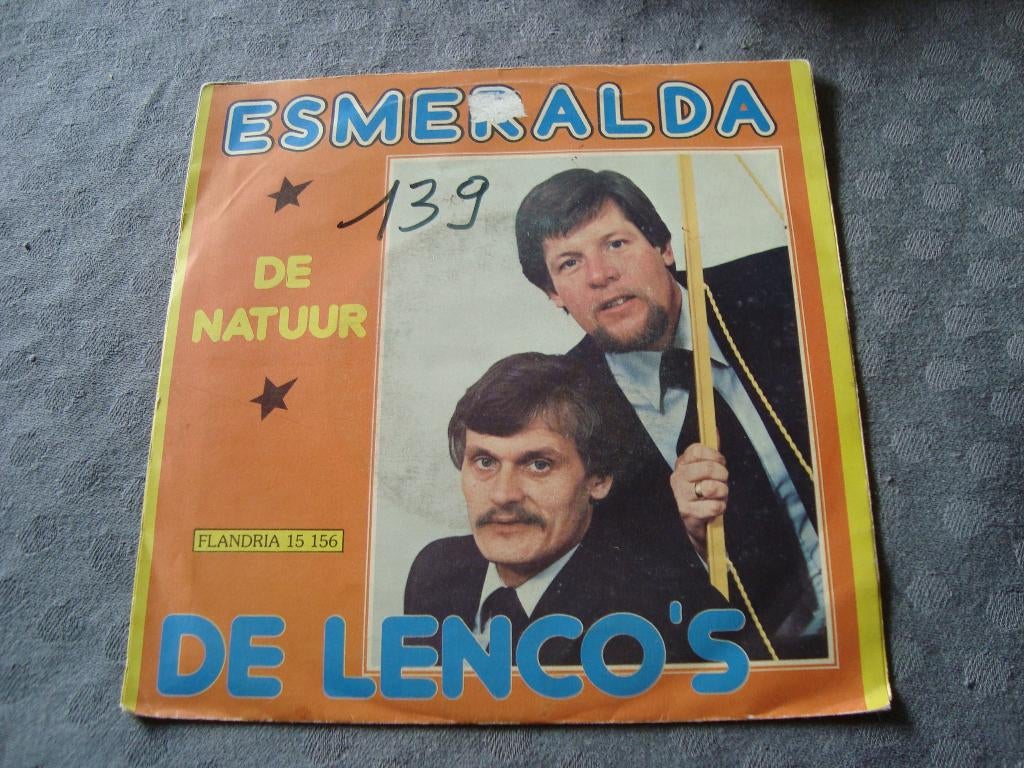 ESMERALDA
139
DE
NATUUR
FLANDRIA 15 156
DE LENCO'S